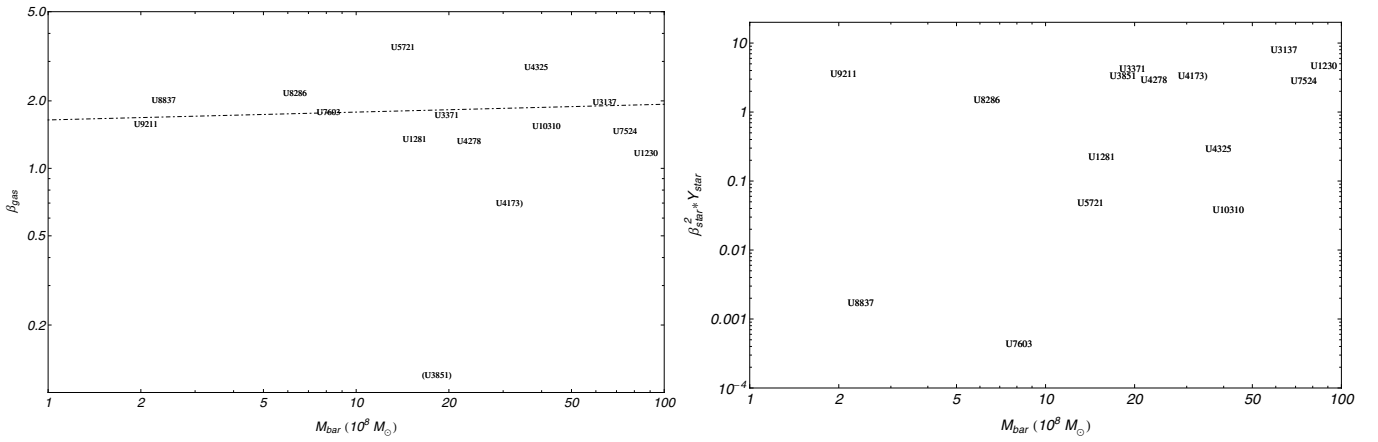 5.0
2.0
1.0
0.5
0.2
β_gas
U5721
U4325
U8286
U8837
U3137
U7603
U3371
U9211
U10310
U7524
U1281
U4278
U1230
U4173)
(U3851)
1 2 5 10 20 50 100
M_bar (10^8 M_⊙)
10
1
0.1
0.01
0.001
10^-4
β_star^2 * Y_star
U3137
U1230
U3371
U9211
U3851
U4173)
U4278
U7524
U8286
U4325
U1281
U5721
U10310
U8837
U7603
1 2 5 10 20 50 100
M_bar (10^8 M_⊙)